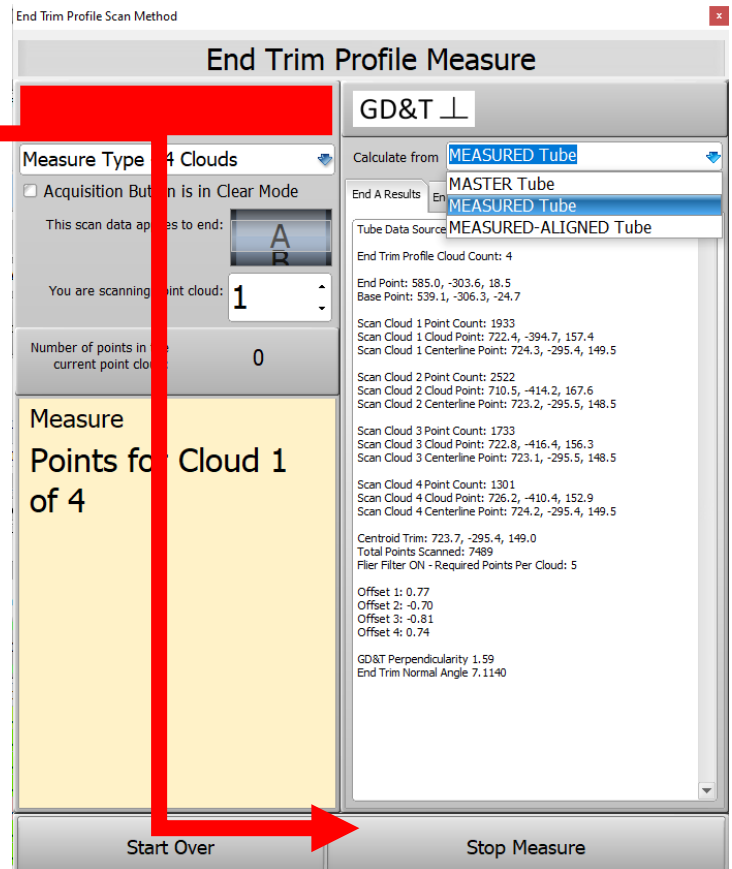 End Trim Profile Scan Method
x
End Trim Profile Measure
GD&T ⊥
Measure Type 4 Clouds
Calculate from MEASURED Tube
MASTER Tube
MEASURED Tube
MEASURED-ALIGNED Tube
Acquisition Button is in Clear Mode
This scan data applies to end:
A
B
You are scanning point cloud: 1
Number of points in the
current point cloud:
0
Measure
Points for Cloud 1
of 4
End A Results
Tube Data Source
End Trim Profile Cloud Count: 4
End Point: 585.0, -303.6, 18.5
Base Point: 539.1, -306.3, -24.7
Scan Cloud 1 Point Count: 1933
Scan Cloud 1 Cloud Point: 722.4, -394.7, 157.4
Scan Cloud 1 Centerline Point: 724.3, -295.4, 149.5
Scan Cloud 2 Point Count: 2522
Scan Cloud 2 Cloud Point: 710.5, -414.2, 167.6
Scan Cloud 2 Centerline Point: 723.2, -295.5, 148.5
Scan Cloud 3 Point Count: 1733
Scan Cloud 3 Cloud Point: 722.8, -416.4, 156.3
Scan Cloud 3 Centerline Point: 723.1, -295.5, 148.5
Scan Cloud 4 Point Count: 1301
Scan Cloud 4 Cloud Point: 726.2, -410.4, 152.9
Scan Cloud 4 Centerline Point: 724.2, -295.4, 149.5
Centroid Trim: 723.7, -295.4, 149.0
Total Points Scanned: 7489
Flier Filter ON - Required Points Per Cloud: 5
Offset 1: 0.77
Offset 2: -0.70
Offset 3: -0.81
Offset 4: 0.74
GD&T Perpendicularity 1.59
End Trim Normal Angle 7.1140
Start Over
Stop Measure